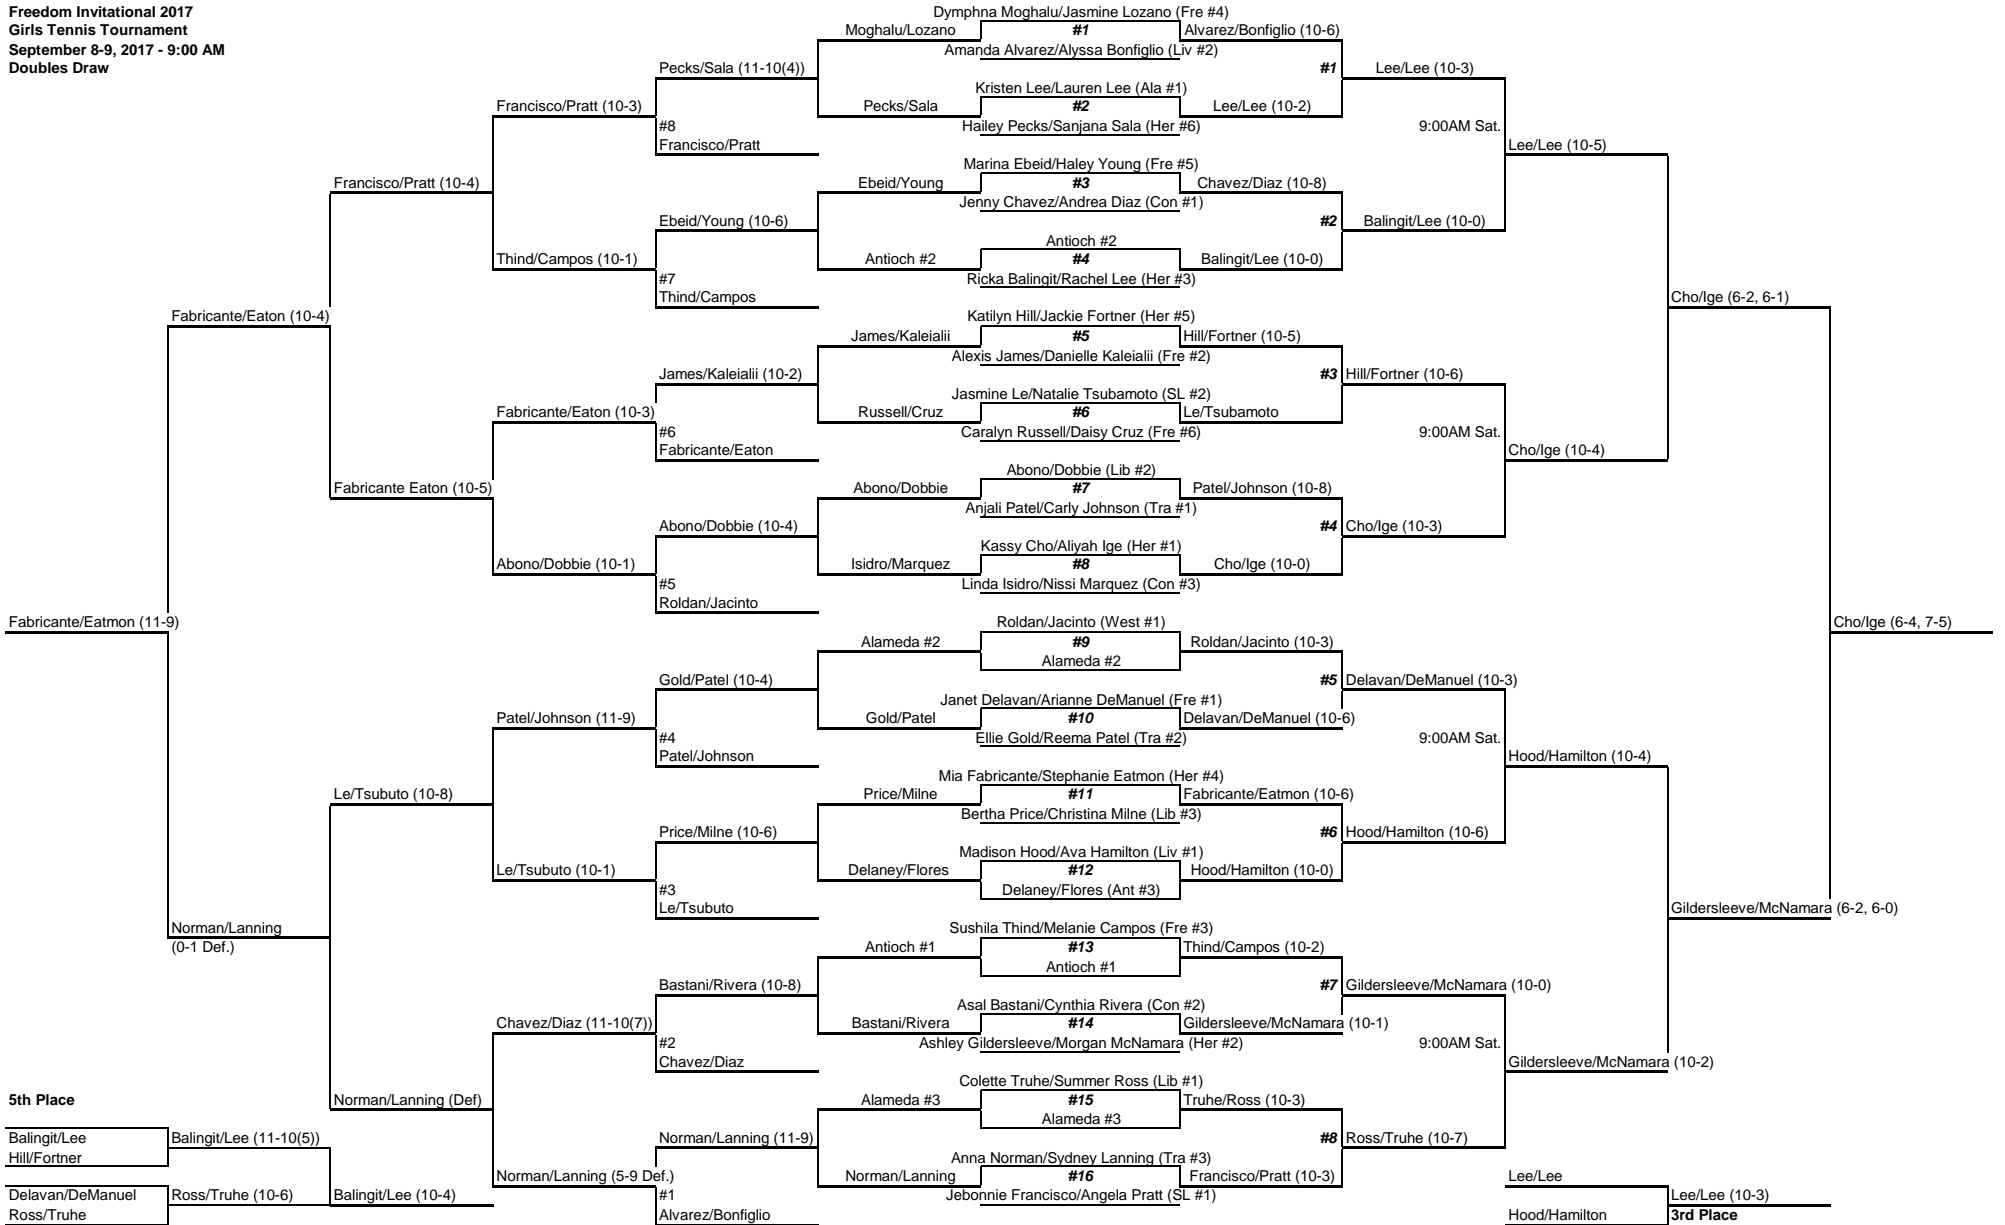 Freedom Invitational 2017
Girls Tennis Tournament
September 8-9, 2017 - 9:00 AM
Doubles Draw
Dymphna Moghalu/Jasmine Lozano (Fre #4)
Moghalu/Lozano #1 Alvarez/Bonfiglio (10-6)
Amanda Alvarez/Alyssa Bonfiglio (Liv #2)
Pecks/Sala (11-10(4)) #1 Lee/Lee (10-3)
Kristen Lee/Lauren Lee (Ala #1)
Francisco/Pratt (10-3) Pecks/Sala #2 Lee/Lee (10-2)
#8 Hailey Pecks/Sanjana Sala (Her #6) 9:00AM Sat.
Francisco/Pratt Lee/Lee (10-5)
Marina Ebeid/Haley Young (Fre #5)
Francisco/Pratt (10-4) Ebeid/Young #3 Chavez/Diaz (10-8)
Jenny Chavez/Andrea Diaz (Con #1)
Ebeid/Young (10-6) #2 Balingit/Lee (10-0)
Antioch #2
Thind/Campos (10-1) Antioch #2 #4 Balingit/Lee (10-0)
#7 Ricka Balingit/Rachel Lee (Her #3)
Thind/Campos Cho/Ige (6-2, 6-1)
Fabricante/Eaton (10-4) Katilyn Hill/Jackie Fortner (Her #5)
James/Kaleialii #5 Hill/Fortner (10-5)
Alexis James/Danielle Kaleialii (Fre #2)
James/Kaleialii (10-2) #3 Hill/Fortner (10-6)
Jasmine Le/Natalie Tsubamoto (SL #2)
Fabricante/Eaton (10-3) Russell/Cruz #6 Le/Tsubamoto
#6 Caralyn Russell/Daisy Cruz (Fre #6) 9:00AM Sat.
Fabricante/Eaton Cho/Ige (10-4)
Abono/Dobbie (Lib #2)
Fabricante Eaton (10-5) Abono/Dobbie #7 Patel/Johnson (10-8)
Anjali Patel/Carly Johnson (Tra #1)
Abono/Dobbie (10-4) #4 Cho/Ige (10-3)
Kassy Cho/Aliyah Ige (Her #1)
Abono/Dobbie (10-1) Isidro/Marquez #8 Cho/Ige (10-0)
#5 Linda Isidro/Nissi Marquez (Con #3)
Roldan/Jacinto
Fabricante/Eatmon (11-9) Roldan/Jacinto (West #1) Cho/Ige (6-4, 7-5)
Alameda #2 #9 Roldan/Jacinto (10-3)
Alameda #2
Gold/Patel (10-4) #5 Delavan/DeManuel (10-3)
Janet Delavan/Arianne DeManuel (Fre #1)
Patel/Johnson (11-9) Gold/Patel #10 Delavan/DeManuel (10-6)
#4 Ellie Gold/Reema Patel (Tra #2) 9:00AM Sat.
Patel/Johnson Hood/Hamilton (10-4)
Mia Fabricante/Stephanie Eatmon (Her #4)
Le/Tsubuto (10-8) Price/Milne #11 Fabricante/Eatmon (10-6)
Bertha Price/Christina Milne (Lib #3)
Price/Milne (10-6) #6 Hood/Hamilton (10-6)
Madison Hood/Ava Hamilton (Liv #1)
Le/Tsubuto (10-1) Delaney/Flores #12 Hood/Hamilton (10-0)
#3 Delaney/Flores (Ant #3)
Le/Tsubuto Gildersleeve/McNamara (6-2, 6-0)
Norman/Lanning Sushila Thind/Melanie Campos (Fre #3)
(0-1 Def.) Antioch #1 #13 Thind/Campos (10-2)
Antioch #1
Bastani/Rivera (10-8) #7 Gildersleeve/McNamara (10-0)
Asal Bastani/Cynthia Rivera (Con #2)
Chavez/Diaz (11-10(7)) Bastani/Rivera #14 Gildersleeve/McNamara (10-1)
#2 Ashley Gildersleeve/Morgan McNamara (Her #2) 9:00AM Sat.
Chavez/Diaz Gildersleeve/McNamara (10-2)
Colette Truhe/Summer Ross (Lib #1)
5th Place Norman/Lanning (Def) Alameda #3 #15 Truhe/Ross (10-3)
Alameda #3
Balingit/Lee Balingit/Lee (11-10(5)) Norman/Lanning (11-9) #8 Ross/Truhe (10-7)
Hill/Fortner Anna Norman/Sydney Lanning (Tra #3)
Norman/Lanning (5-9 Def.) Norman/Lanning #16 Francisco/Pratt (10-3) Lee/Lee
Delavan/DeManuel Ross/Truhe (10-6) Balingit/Lee (10-4) #1 Jebonnie Francisco/Angela Pratt (SL #1) Lee/Lee (10-3)
Ross/Truhe Alvarez/Bonfiglio Hood/Hamilton 3rd Place